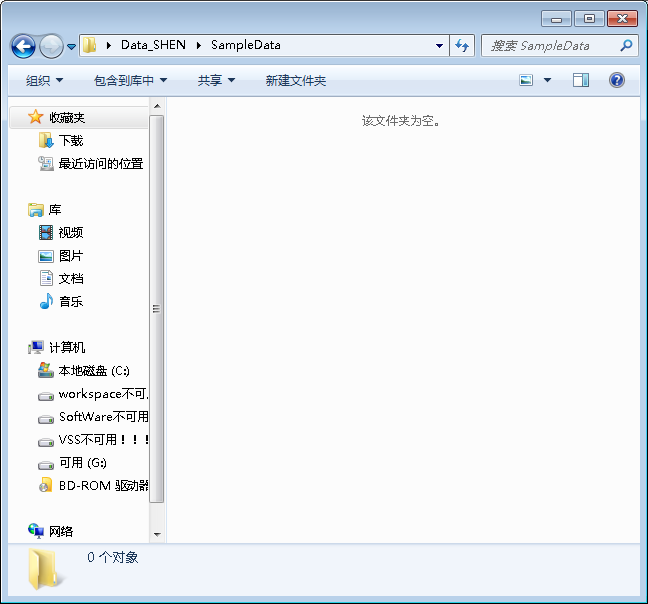 Data_SHEN SampleData
搜索 SampleData
组织 包含到库中 共享 新建文件夹
收藏夹
下载
最近访问的位置
库
视频
图片
文档
音乐
计算机
本地磁盘 (C:)
workspace不可
SoftWare不可用
VSS不可用！！！
可用 (G:)
BD-ROM 驱动器
网络
该文件夹为空。
0 个对象